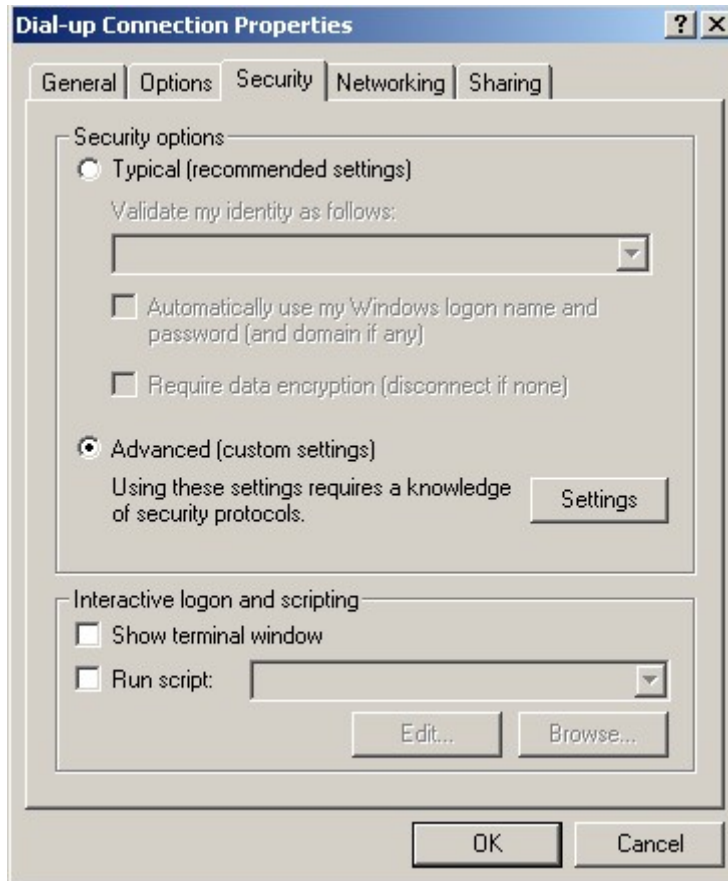 Dial-up Connection Properties
General Options Security Networking Sharing
Security options
Typical (recommended settings)
Validate my identity as follows:
Automatically use my Windows logon name and
password (and domain if any)
Require data encryption (disconnect if none)
Advanced (custom settings)
Using these settings requires a knowledge
of security protocols.
Settings
Interactive logon and scripting
Show terminal window
Run script:
Edit... Browse...
OK Cancel